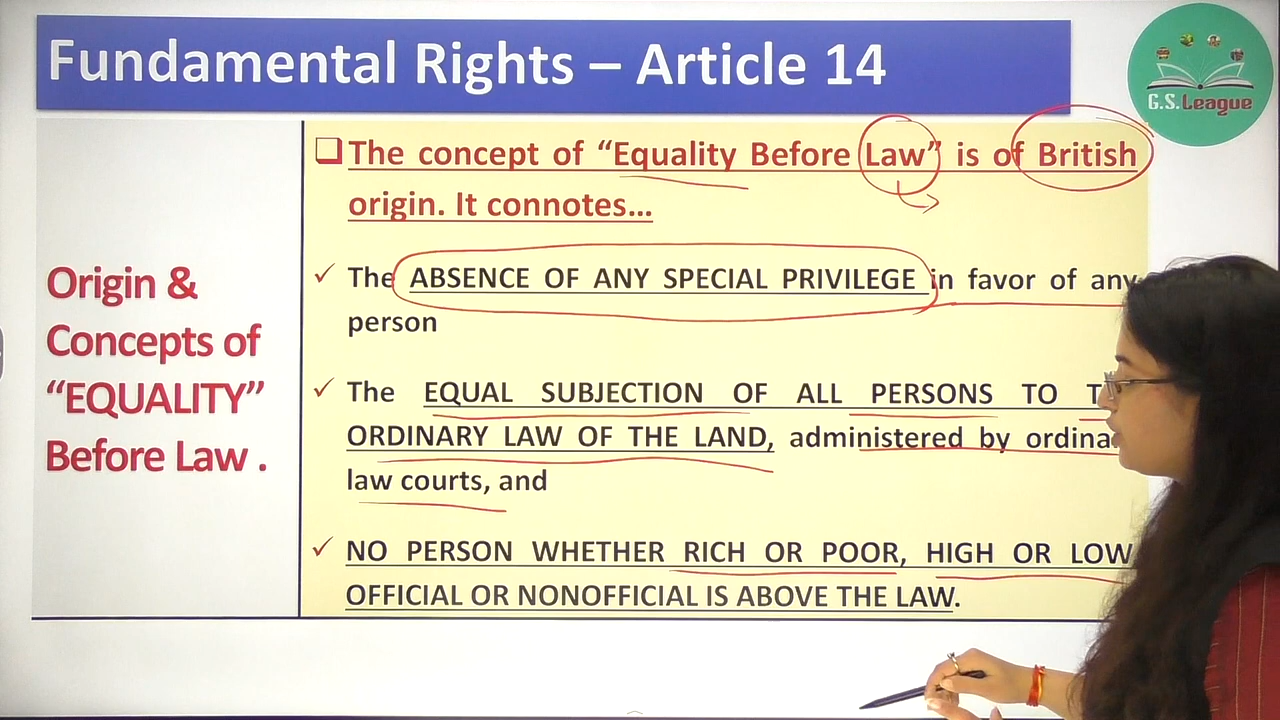 Fundamental Rights – Article 14
G.S.League
Origin &
Concepts of
“EQUALITY”
Before Law .
The concept of “Equality Before Law” is of British
origin. It connotes...
The ABSENCE OF ANY SPECIAL PRIVILEGE in favor of any
person
The EQUAL SUBJECTION OF ALL PERSONS TO
ORDINARY LAW OF THE LAND, administered by
law courts, and
NO PERSON WHETHER RICH OR POOR, HIGH OR LOW
OFFICIAL OR NONOFFICIAL IS ABOVE THE LAW.